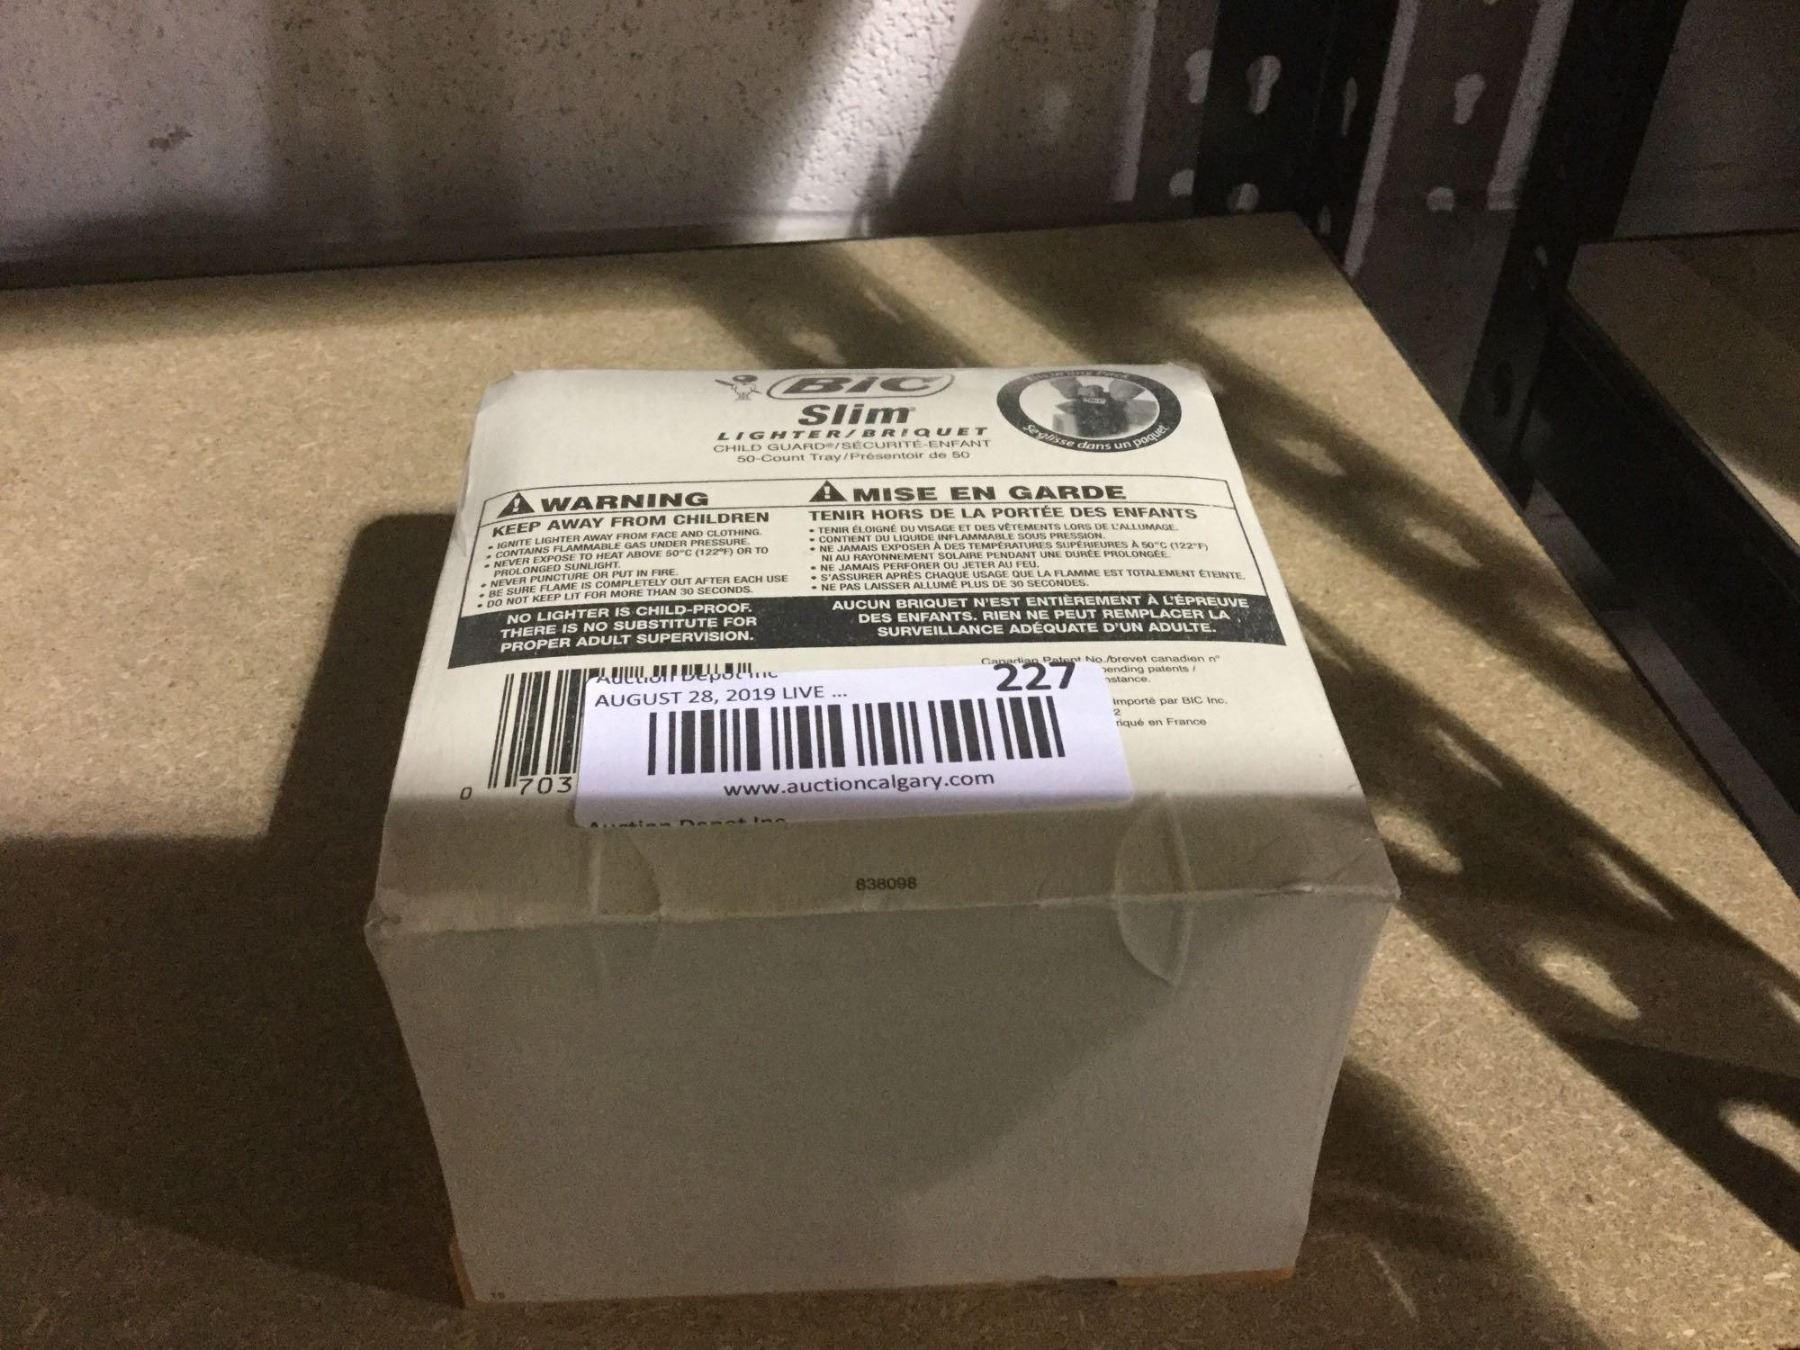 BIC
Slim
LIGHTER/BRIQUET
CHILD GUARD®/SÉCURITÉ-ENFANT
50-Count Tray/Présentoir de 50
Se glisse dans un paquet
WARNING
KEEP AWAY FROM CHILDREN
• IGNITE LIGHTER AWAY FROM FACE AND CLOTHING.
• CONTAINS FLAMMABLE GAS UNDER PRESSURE.
• NEVER EXPOSE TO HEAT ABOVE 50°C (122°F) OR TO
PROLONGED SUNLIGHT.
• NEVER PUNCTURE OR PUT IN FIRE.
• BE SURE FLAME IS COMPLETELY OUT AFTER EACH USE
• DO NOT KEEP LIT FOR MORE THAN 30 SECONDS.
NO LIGHTER IS CHILD-PROOF.
THERE IS NO SUBSTITUTE FOR
PROPER ADULT SUPERVISION.
MISE EN GARDE
TENIR HORS DE LA PORTÉE DES ENFANTS
• TENIR ÉLOIGNÉ DU VISAGE ET DES VÊTEMENTS LORS DE L'ALLUMAGE.
• CONTIENT DU LIQUIDE INFLAMMABLE SOUS PRESSION.
• NE JAMAIS EXPOSER À DES TEMPÉRATURES SUPÉRIEURES À 50°C (122°F)
NI AU RAYONNEMENT SOLAIRE PENDANT UNE DURÉE PROLONGÉE.
• NE JAMAIS PERFORER OU JETER AU FEU.
• S'ASSURER APRÈS CHAQUE USAGE QUE LA FLAMME EST TOTALEMENT ÉTEINTE.
• NE PAS LAISSER ALLUMÉ PLUS DE 30 SECONDES.
AUCUN BRIQUET N'EST ENTIÈREMENT À L'ÉPREUVE
DES ENFANTS. RIEN NE PEUT REMPLACER LA
SURVEILLANCE ADÉQUATE D'UN ADULTE.
Canadian Patent No./brevet canadien n°
pending patents /
Importé par BIC Inc.
2
en France
0 703
Auction Depot Inc
227
AUGUST 28, 2019 LIVE ...
www.auctioncalgary.com
Auction Depot Inc
838098